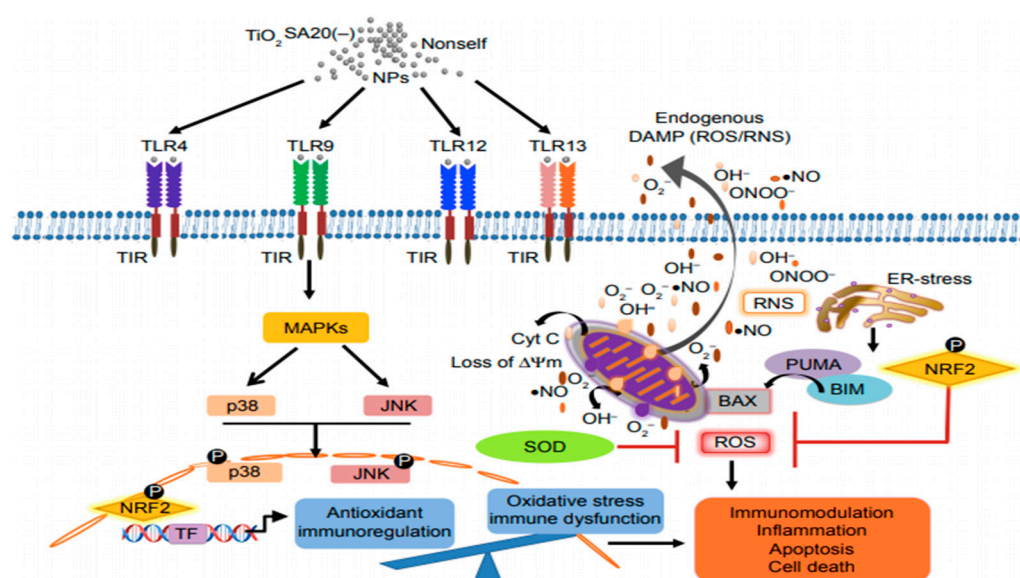 TiO2 SA20(–)
Nonself
NPs
TLR4
TLR9
TLR12
TLR13
Endogenous
DAMP (ROS/RNS)
O2–
OH–
ONOO–
•NO
TIR
TIR
TIR
TIR
OH–
ONOO–
RNS
ER-stress
OH–
O2–
O2–
•NO
OH–
•NO
Cyt C
Loss of ΔΨm
O2–
MAPKs
P
PUMA
NRF2
BIM
BAX
O2–
•NO
OH–
O2–
p38
JNK
SOD
ROS
P
p38
P
JNK
P
NRF2
TF
Antioxidant
immunoregulation
Oxidative stress
immune dysfunction
Immunomodulation
Inflammation
Apoptosis
Cell death